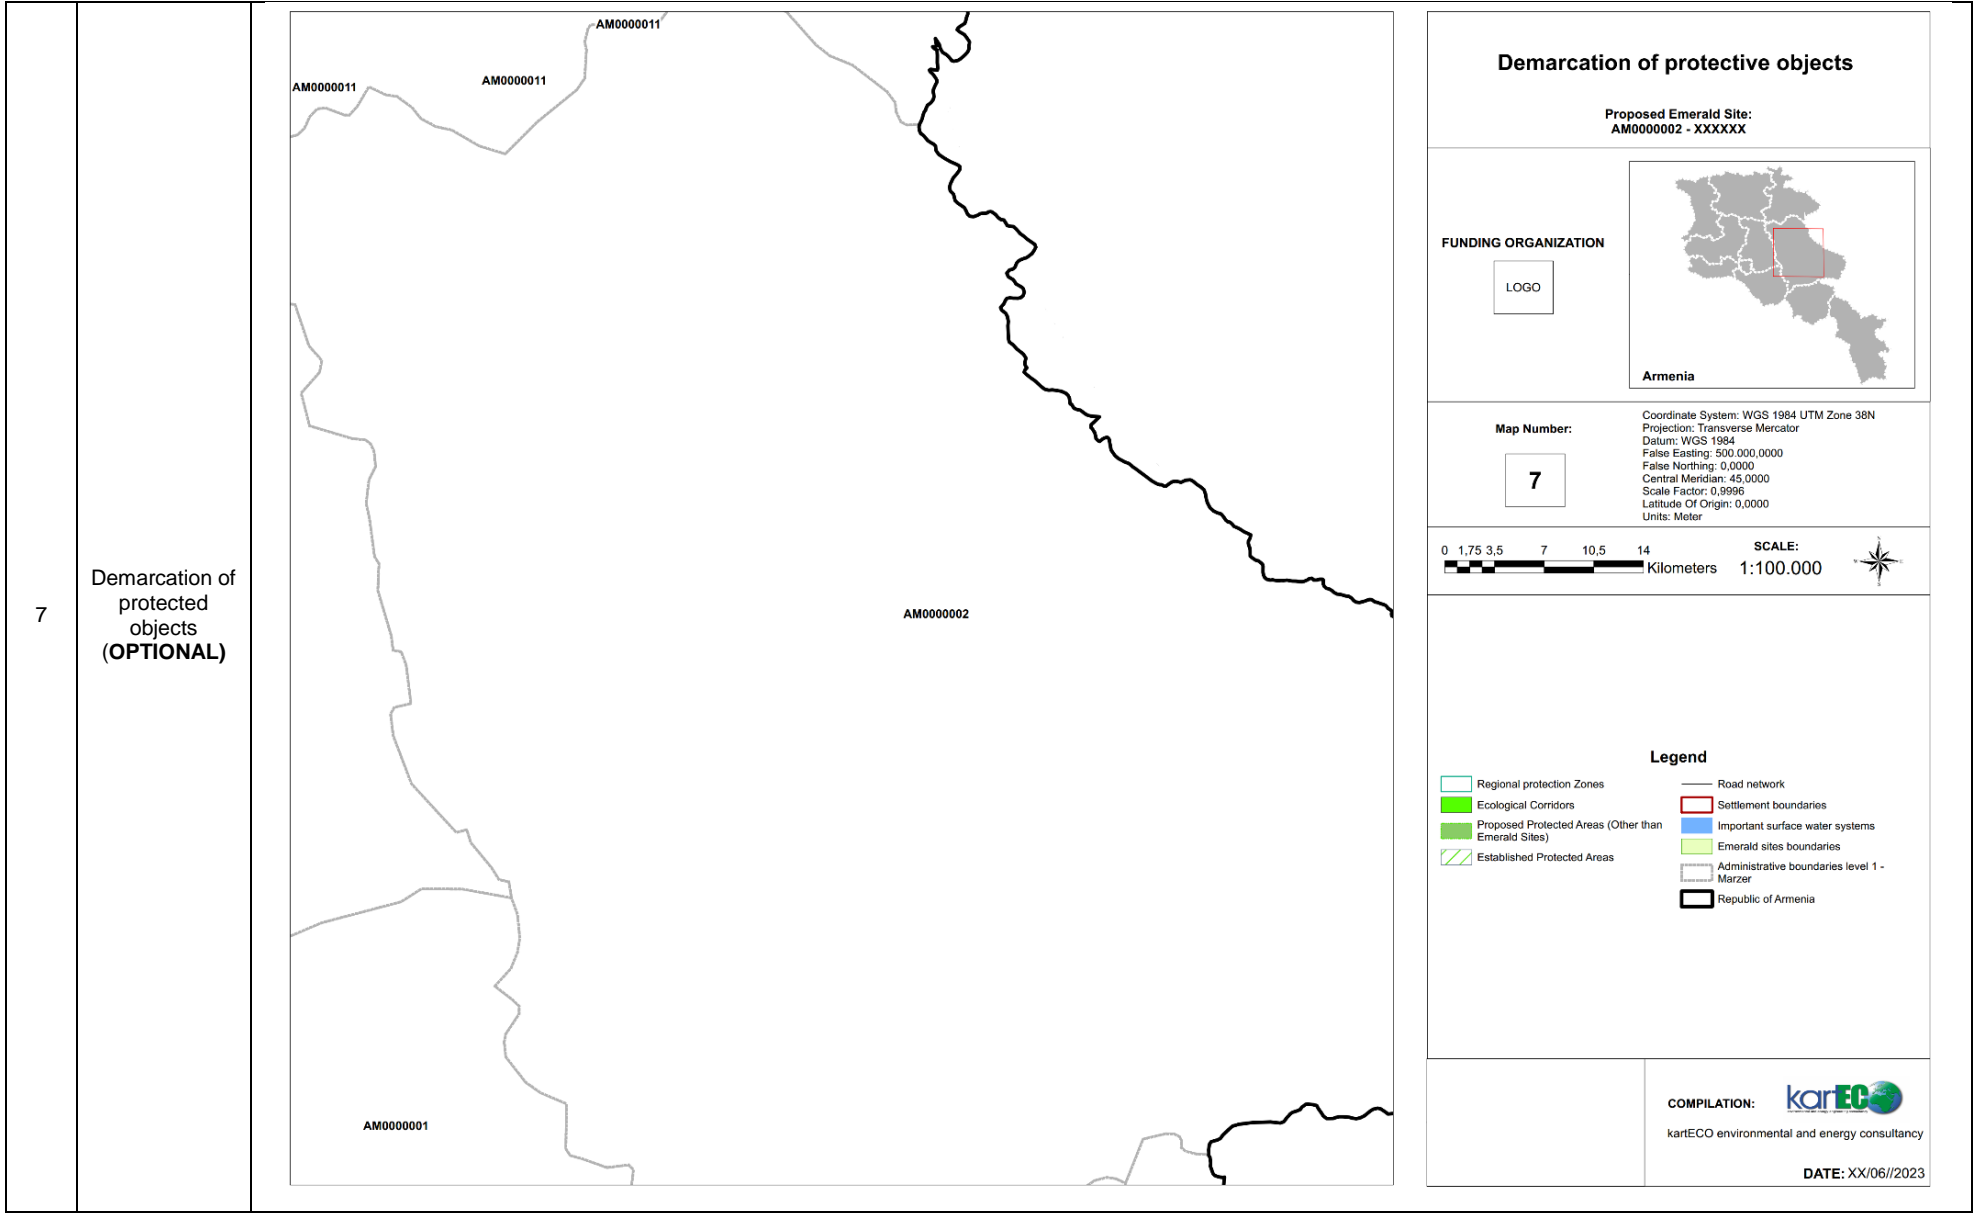 7
Demarcation of
protected
objects
(OPTIONAL)
AM0000011
AM0000011
AM0000011
AM0000002
AM0000001
Demarcation of protective objects
Proposed Emerald Site:
AM0000002 - XXXXXX
FUNDING ORGANIZATION
LOGO
Armenia
Map Number:
7
Coordinate System: WGS 1984 UTM Zone 38N
Projection: Transverse Mercator
Datum: WGS 1984
False Easting: 500.000,0000
False Northing: 0,0000
Central Meridian: 45,0000
Scale Factor: 0,9996
Latitude Of Origin: 0,0000
Units: Meter
0 1,75 3,5 7 10,5 14
Kilometers
SCALE:
1:100.000
Legend
Regional protection Zones
Ecological Corridors
Proposed Protected Areas (Other than
Emerald Sites)
Established Protected Areas
Road network
Settlement boundaries
Important surface water systems
Emerald sites boundaries
Administrative boundaries level 1 -
Marzer
Republic of Armenia
COMPILATION:
kartECO
kartECO environmental and energy consultancy
DATE: XX/06//2023